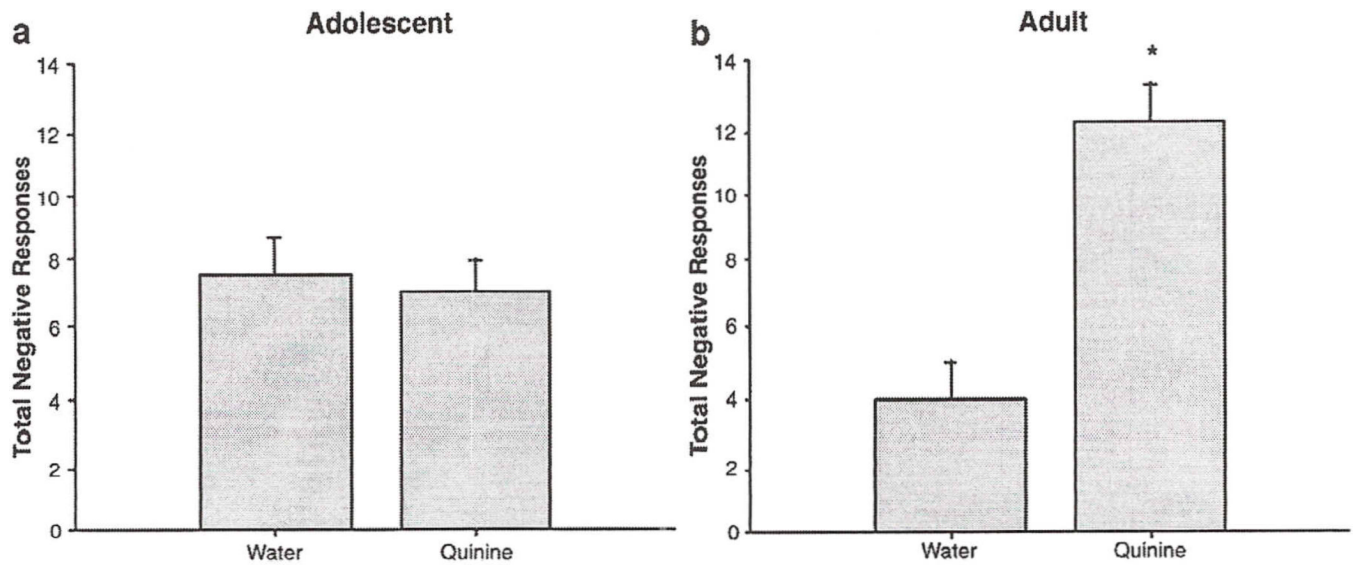 a
Adolescent
Total Negative Responses
14
12
10
8
6
4
2
0
Water Quinine
b
Adult
*
Total Negative Responses
14
12
10
8
6
4
2
0
Water Quinine